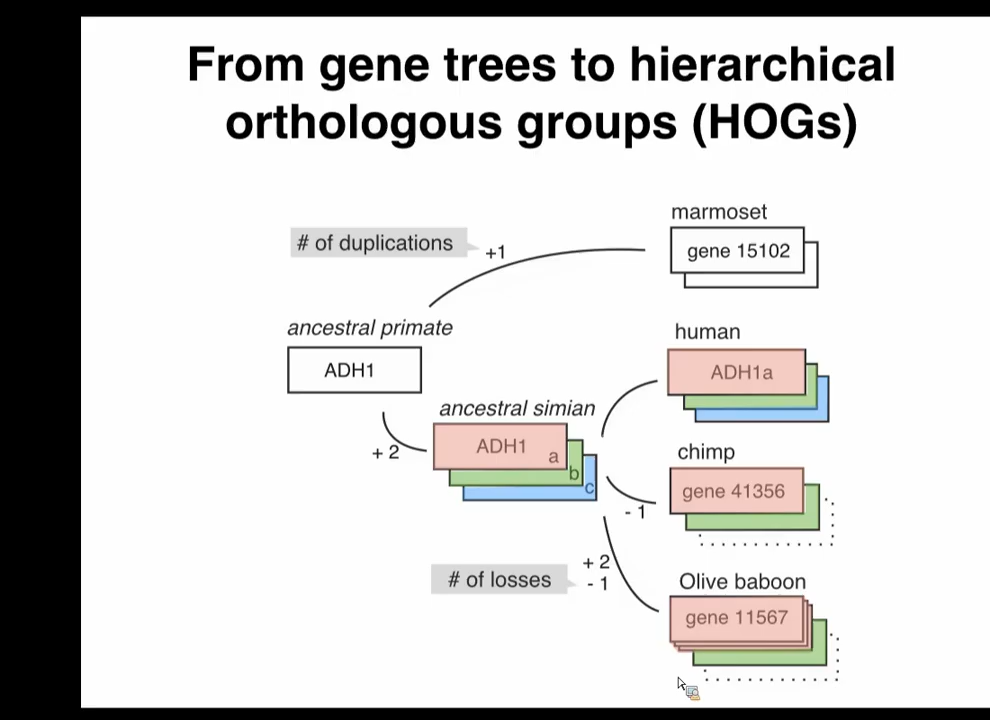 From gene trees to hierarchical
orthologous groups (HOGs)
marmoset
# of duplications
+1
gene 15102
ancestral primate
human
ADH1
ADH1a
ancestral simian
+ 2
ADH1
a
b
c
chimp
gene 41356
- 1
+ 2
# of losses
- 1
Olive baboon
gene 11567